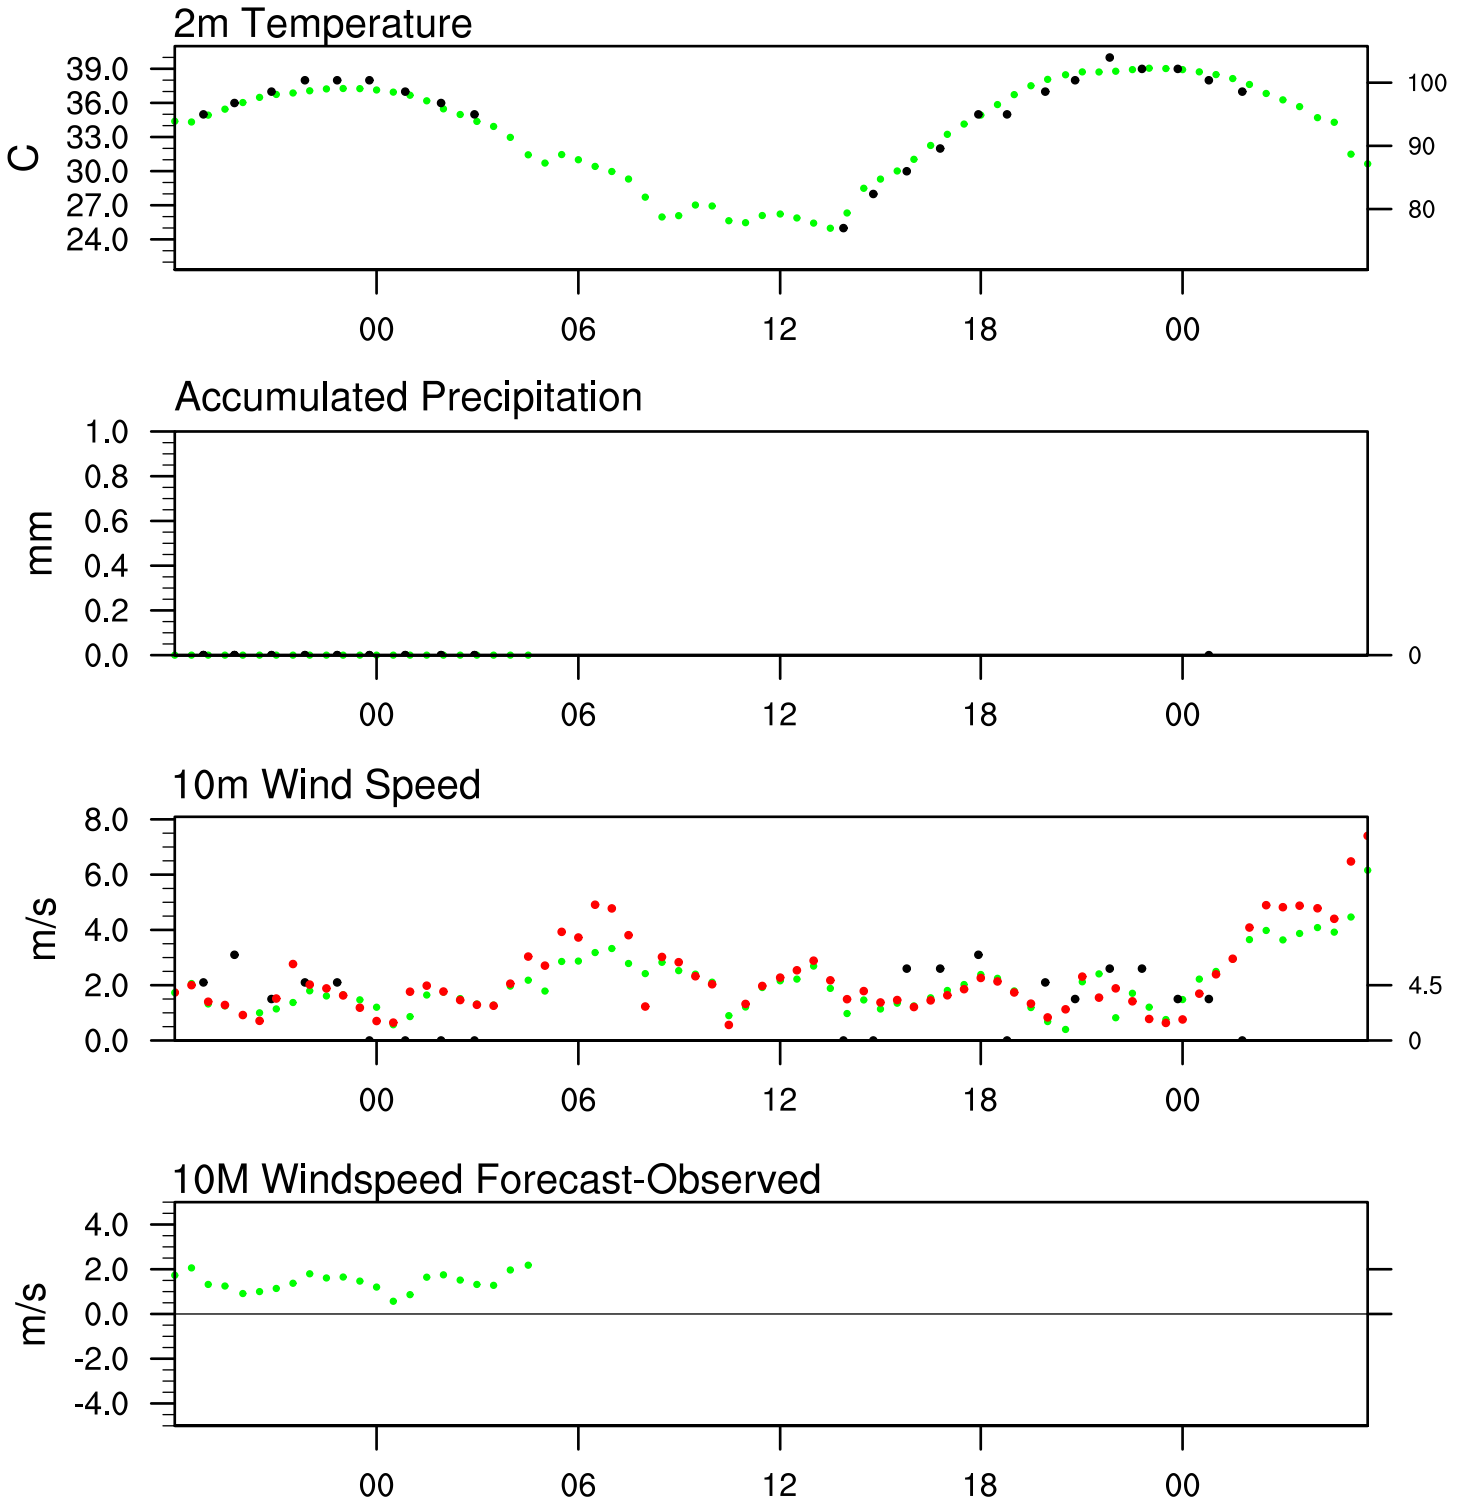 2m Temperature
39.0
36.0
33.0
30.0
27.0
24.0
C
100
90
80
00 06 12 18 00
Accumulated Precipitation
1.0
0.8
0.6
0.4
0.2
0.0
mm
0
00 06 12 18 00
10m Wind Speed
8.0
6.0
4.0
2.0
0.0
m/s
4.5
0
00 06 12 18 00
10M Windspeed Forecast-Observed
4.0
2.0
0.0
-2.0
-4.0
m/s
00 06 12 18 00